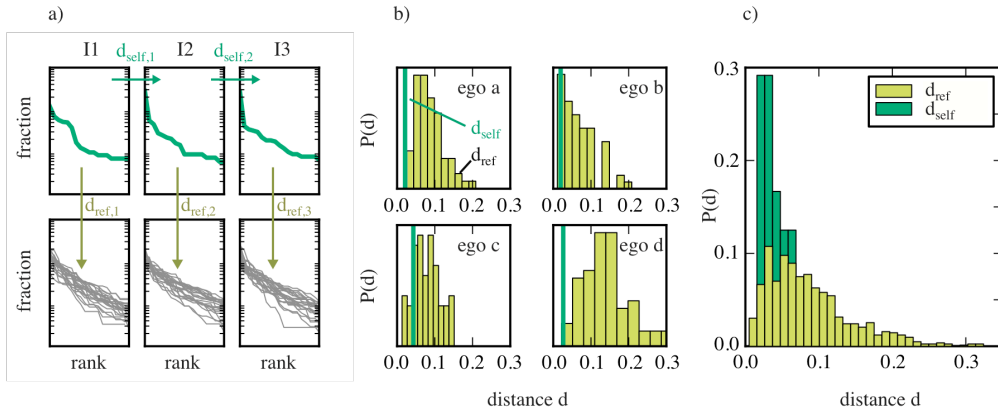 a)
I1 I2 I3
d_self,1 d_self,2
fraction
d_ref,1 d_ref,2 d_ref,3
fraction
rank rank rank
b)
P(d)
ego a
d_self
d_ref
0.0 0.1 0.2 0.3
ego b
0.0 0.1 0.2 0.3
P(d)
ego c
0.0 0.1 0.2 0.3
ego d
0.0 0.1 0.2 0.3
distance d
c)
P(d)
0.3
0.2
0.1
0.0
d_ref
d_self
0.0 0.1 0.2 0.3
distance d